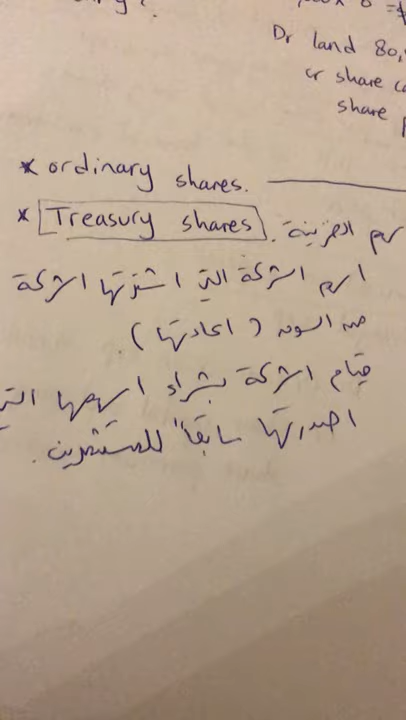 Dr land 80,
cr share
share
* ordinary shares.
* Treasury shares. اسهم الخزينة
اسهم الشركة التي اشترتها الشركة
من السوق (اعادتها)
قيام الشركة بشراء اسهمها التي
اصدرتها سابقاً للمستثمرين.